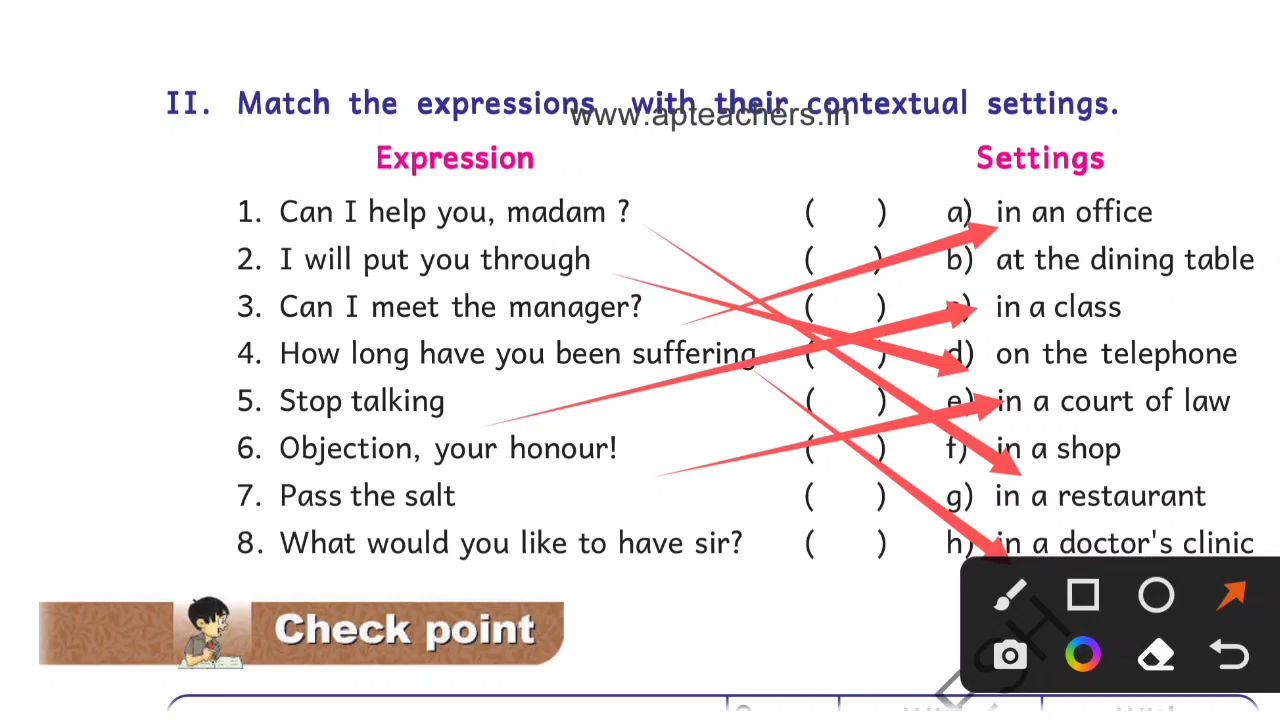 II. Match the expressions with their contextual settings.
www.apteachers.in
Expression Settings
1. Can I help you, madam ? ( ) a) in an office
2. I will put you through ( ) b) at the dining table
3. Can I meet the manager? ( ) c) in a class
4. How long have you been suffering ( ) d) on the telephone
5. Stop talking ( ) e) in a court of law
6. Objection, your honour! ( ) f) in a shop
7. Pass the salt ( ) g) in a restaurant
8. What would you like to have sir? ( ) h) in a doctor's clinic
Check point